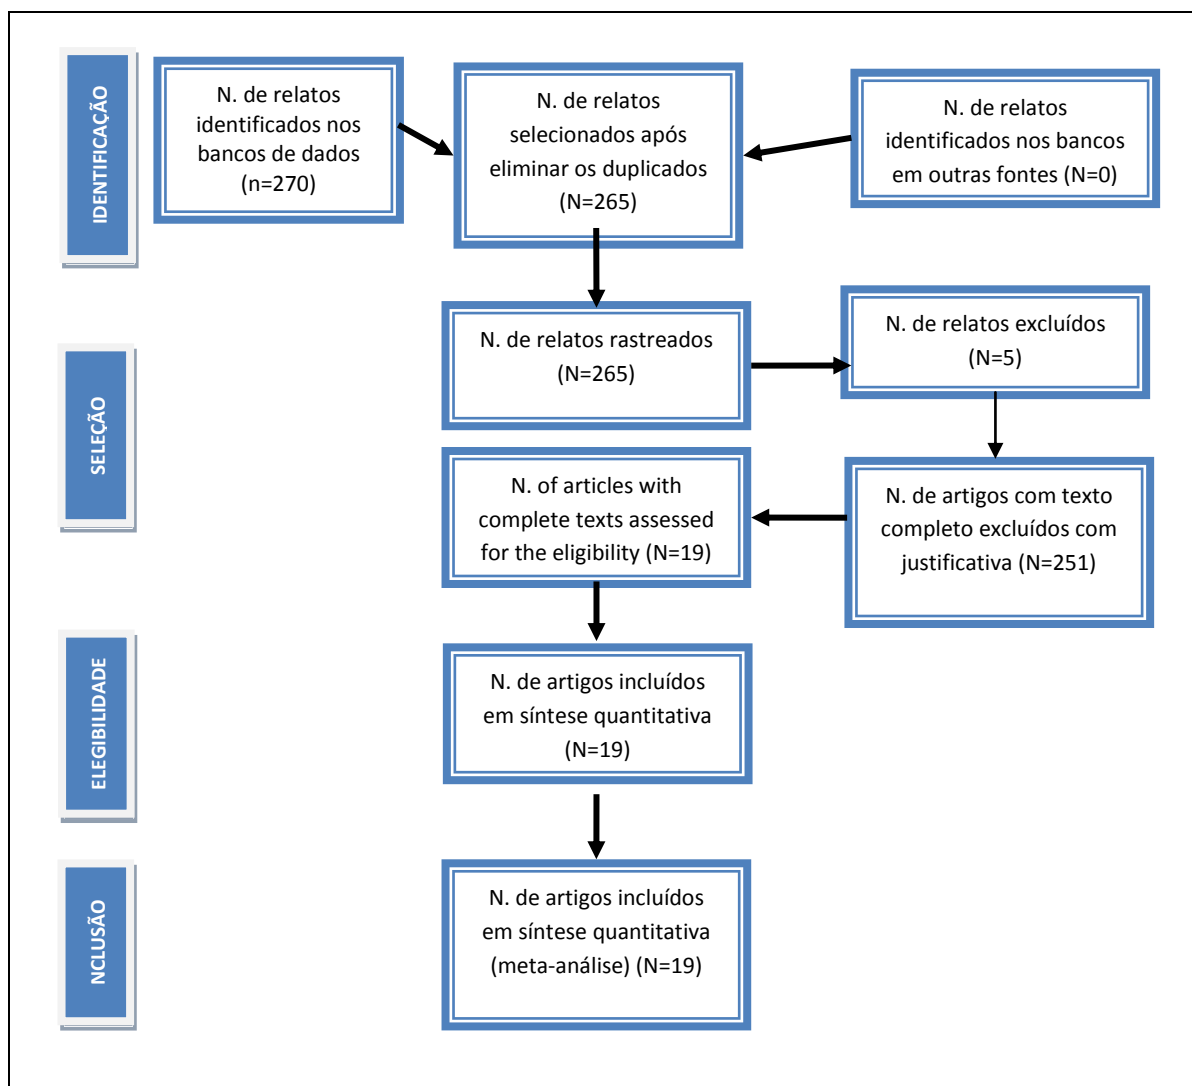 IDENTIFICAÇÃO
N. de relatos
identificados nos
bancos de dados
(n=270)
N. de relatos
selecionados após
eliminar os duplicados
(N=265)
N. de relatos
identificados nos bancos
em outras fontes (N=0)
SELEÇÃO
N. de relatos rastreados
(N=265)
N. de relatos excluídos
(N=5)
N. of articles with
complete texts assessed
for the eligibility (N=19)
N. de artigos com texto
completo excluídos com
justificativa (N=251)
ELEGIBILIDADE
N. de artigos incluídos
em síntese quantitativa
(N=19)
NCLUSÃO
N. de artigos incluídos
em síntese quantitativa
(meta-análise) (N=19)